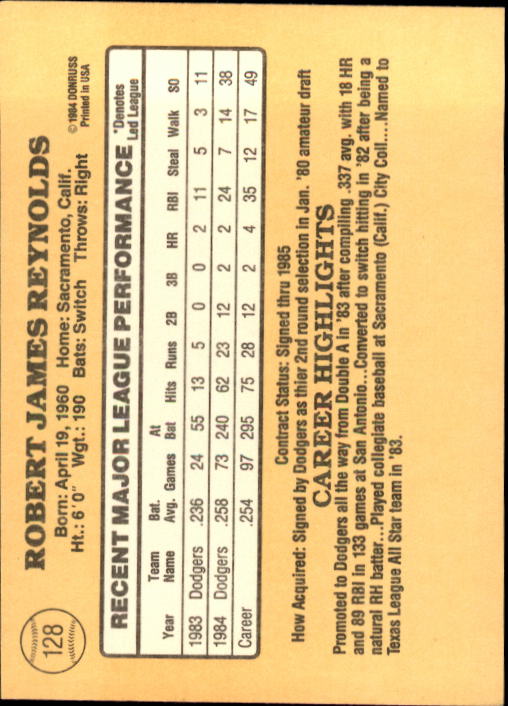 128
ROBERT JAMES REYNOLDS
Born: April 19, 1960 Home: Sacramento, Calif.
Ht.: 6'0" Wgt.: 190 Bats: Switch Throws: Right
©1984 DONRUSS
Printed in USA
RECENT MAJOR LEAGUE PERFORMANCE
*Denotes
Led League
Year Team Name Bat. Avg. Games At Bat Hits Runs 2B 3B HR RBI Steal Walk SO
1983 Dodgers .236 24 55 13 5 0 0 2 11 5 3 11
1984 Dodgers .258 73 240 62 23 12 2 2 24 7 14 38
Career .254 97 295 75 28 12 2 4 35 12 17 49
Contract Status: Signed thru 1985
How Acquired: Signed by Dodgers as thier 2nd round selection in Jan. '80 amateur draft
CAREER HIGHLIGHTS
Promoted to Dodgers all the way from Double A in '83 after compiling .337 avg. with 18 HR
and 89 RBI in 133 games at San Antonio...Converted to switch hitting in '82 after being a
natural RH batter...Played collegiate baseball at Sacramento (Calif.) City Coll.....Named to
Texas League All Star team in '83.